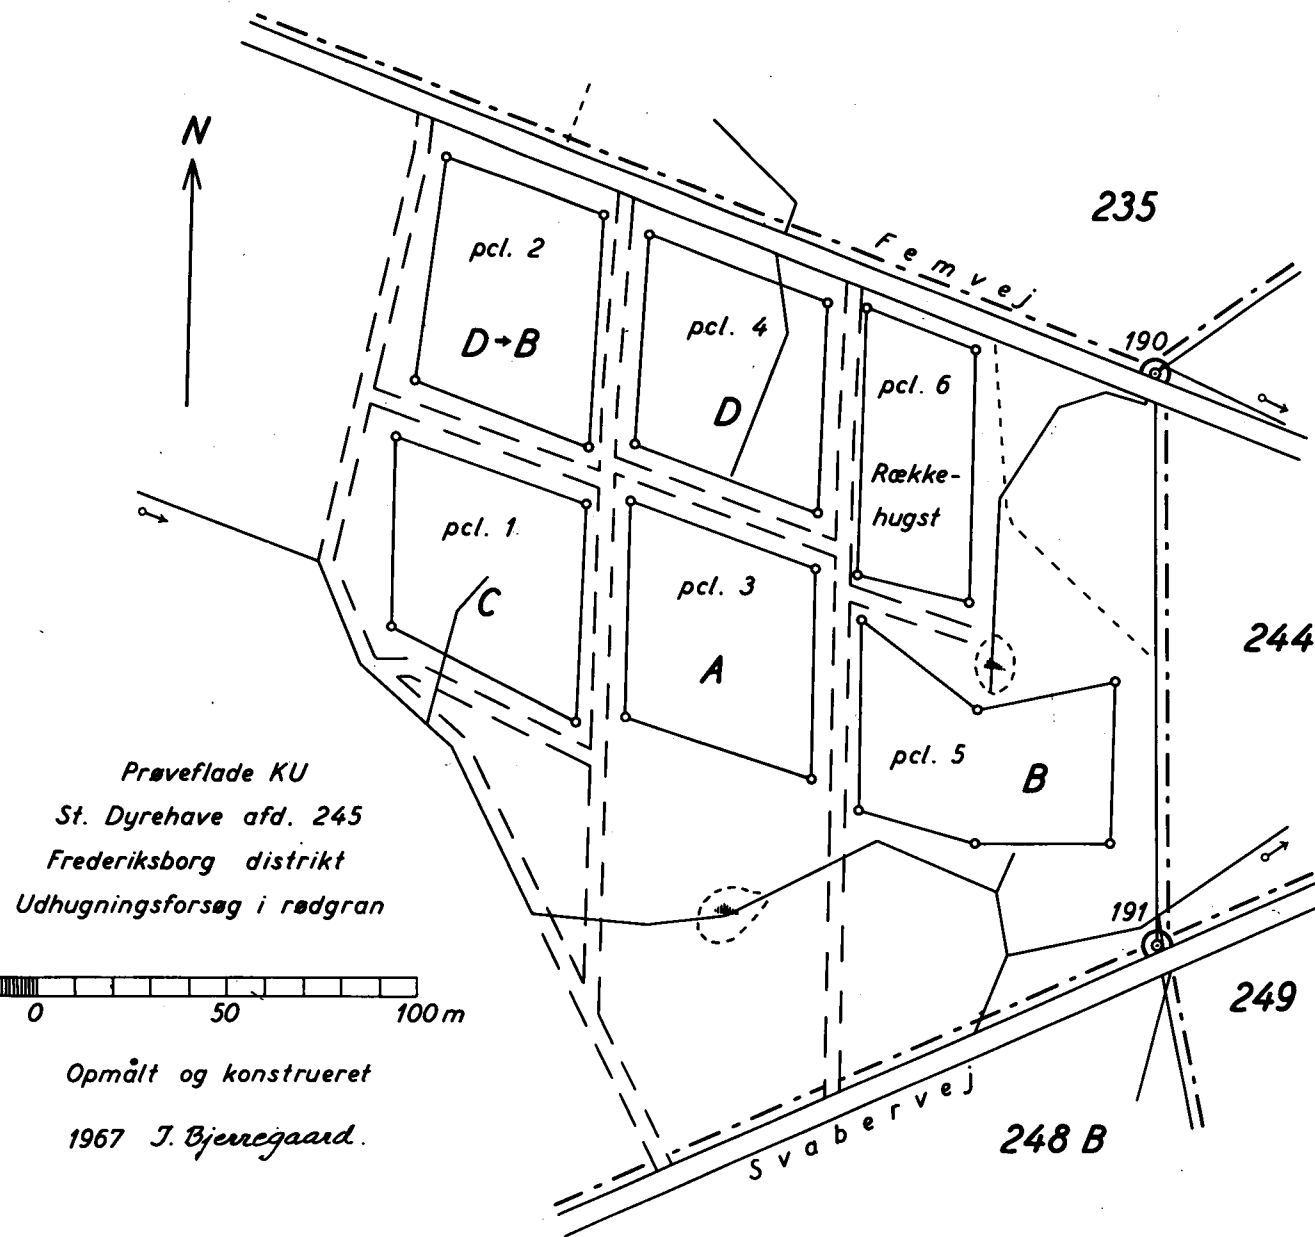 N
235
Femvej
190
pcl. 2
D→B
pcl. 4
D
pcl. 6
Række-
hugst
pcl. 1
C
pcl. 3
A
244
pcl. 5
B
Prøveflade KU
St. Dyrehave afd. 245
Frederiksborg distrikt
Udhugningsforsøg i rødgran
191
249
0 50 100 m
Opmålt og konstrueret
1967 J. Bjerregaard.
Svabervej
248 B